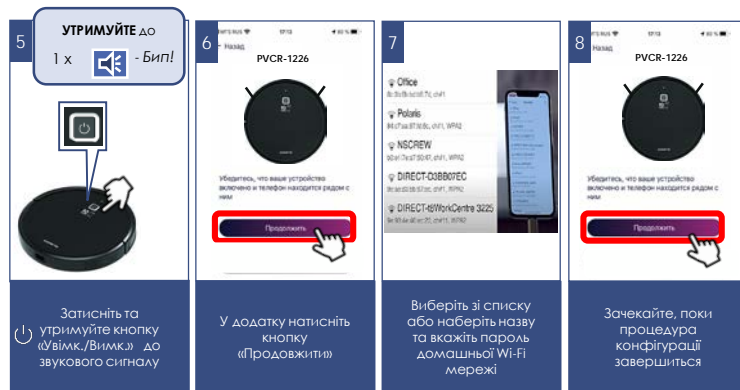 5
УТРИМУЙТЕ до
1 x - Бип!
Затисніть та
утримуйте кнопку
«Увімк./Вимк.» до
звукового сигналу
6
Назад
PVCR-1226
Убедитесь, что ваше устройство
включено и телефон находится рядом с
ним
Продолжить
У додатку натисніть
кнопку
«Продовжити»
7
Office
Polaris
NSCREW
DIRECT-D3BB07EC
DIRECT-t8WorkCentre 3225
Виберіть зі списку
або наберіть назву
та вкажіть пароль
домашньої Wi-Fi
мережі
8
Назад
PVCR-1226
Убедитесь, что ваше устройство
включено и телефон находится рядом с
ним
Продолжить
Зачекайте, поки
процедура
конфігурації
завершиться